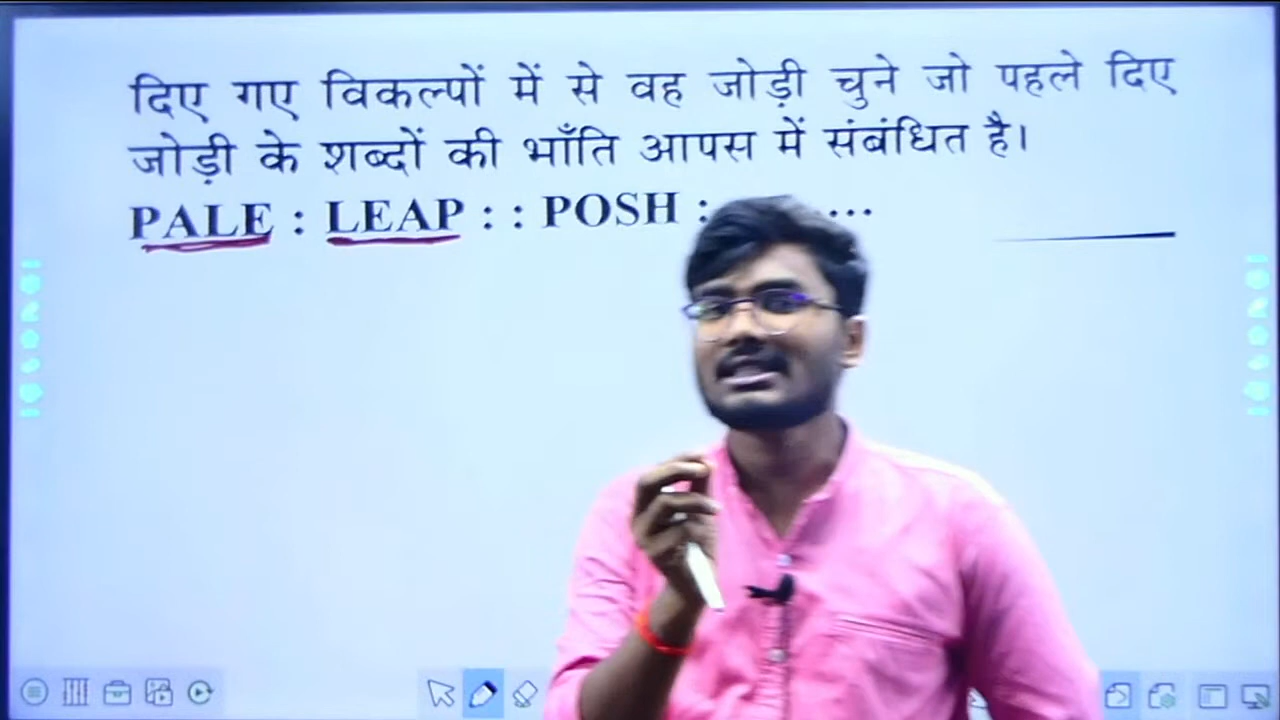 दिए गए विकल्पों में से वह जोड़ी चुने जो पहले दिए
जोड़ी के शब्दों की भाँति आपस में संबंधित है।
PALE : LEAP : : POSH : ...